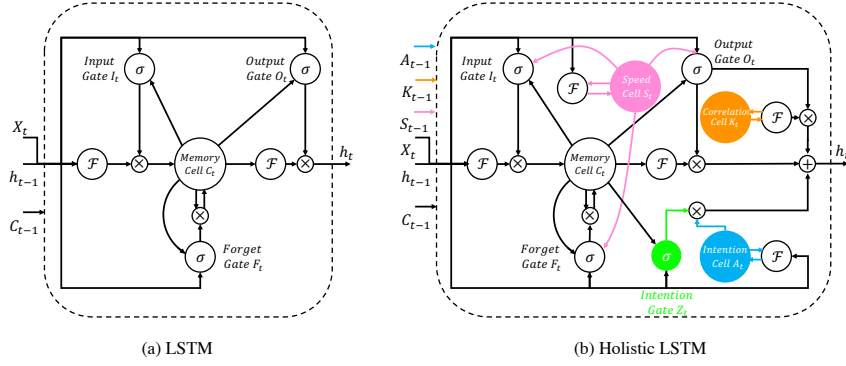 Input
Gate I_t
σ
Output
Gate O_t
σ
X_t
h_{t-1}
C_{t-1}
ℱ
×
Memory
Cell C_t
ℱ
×
h_t
×
σ
Forget
Gate F_t
(a) LSTM
A_{t-1}
K_{t-1}
S_{t-1}
X_t
h_{t-1}
C_{t-1}
Input
Gate I_t
σ
ℱ
Speed
Cell S_t
σ
Output
Gate O_t
Correlation
Cell K_t
ℱ
×
ℱ
×
Memory
Cell C_t
ℱ
×
+
h_t
×
σ
Forget
Gate F_t
σ
Intention
Gate Z_t
×
Intention
Cell A_t
ℱ
(b) Holistic LSTM